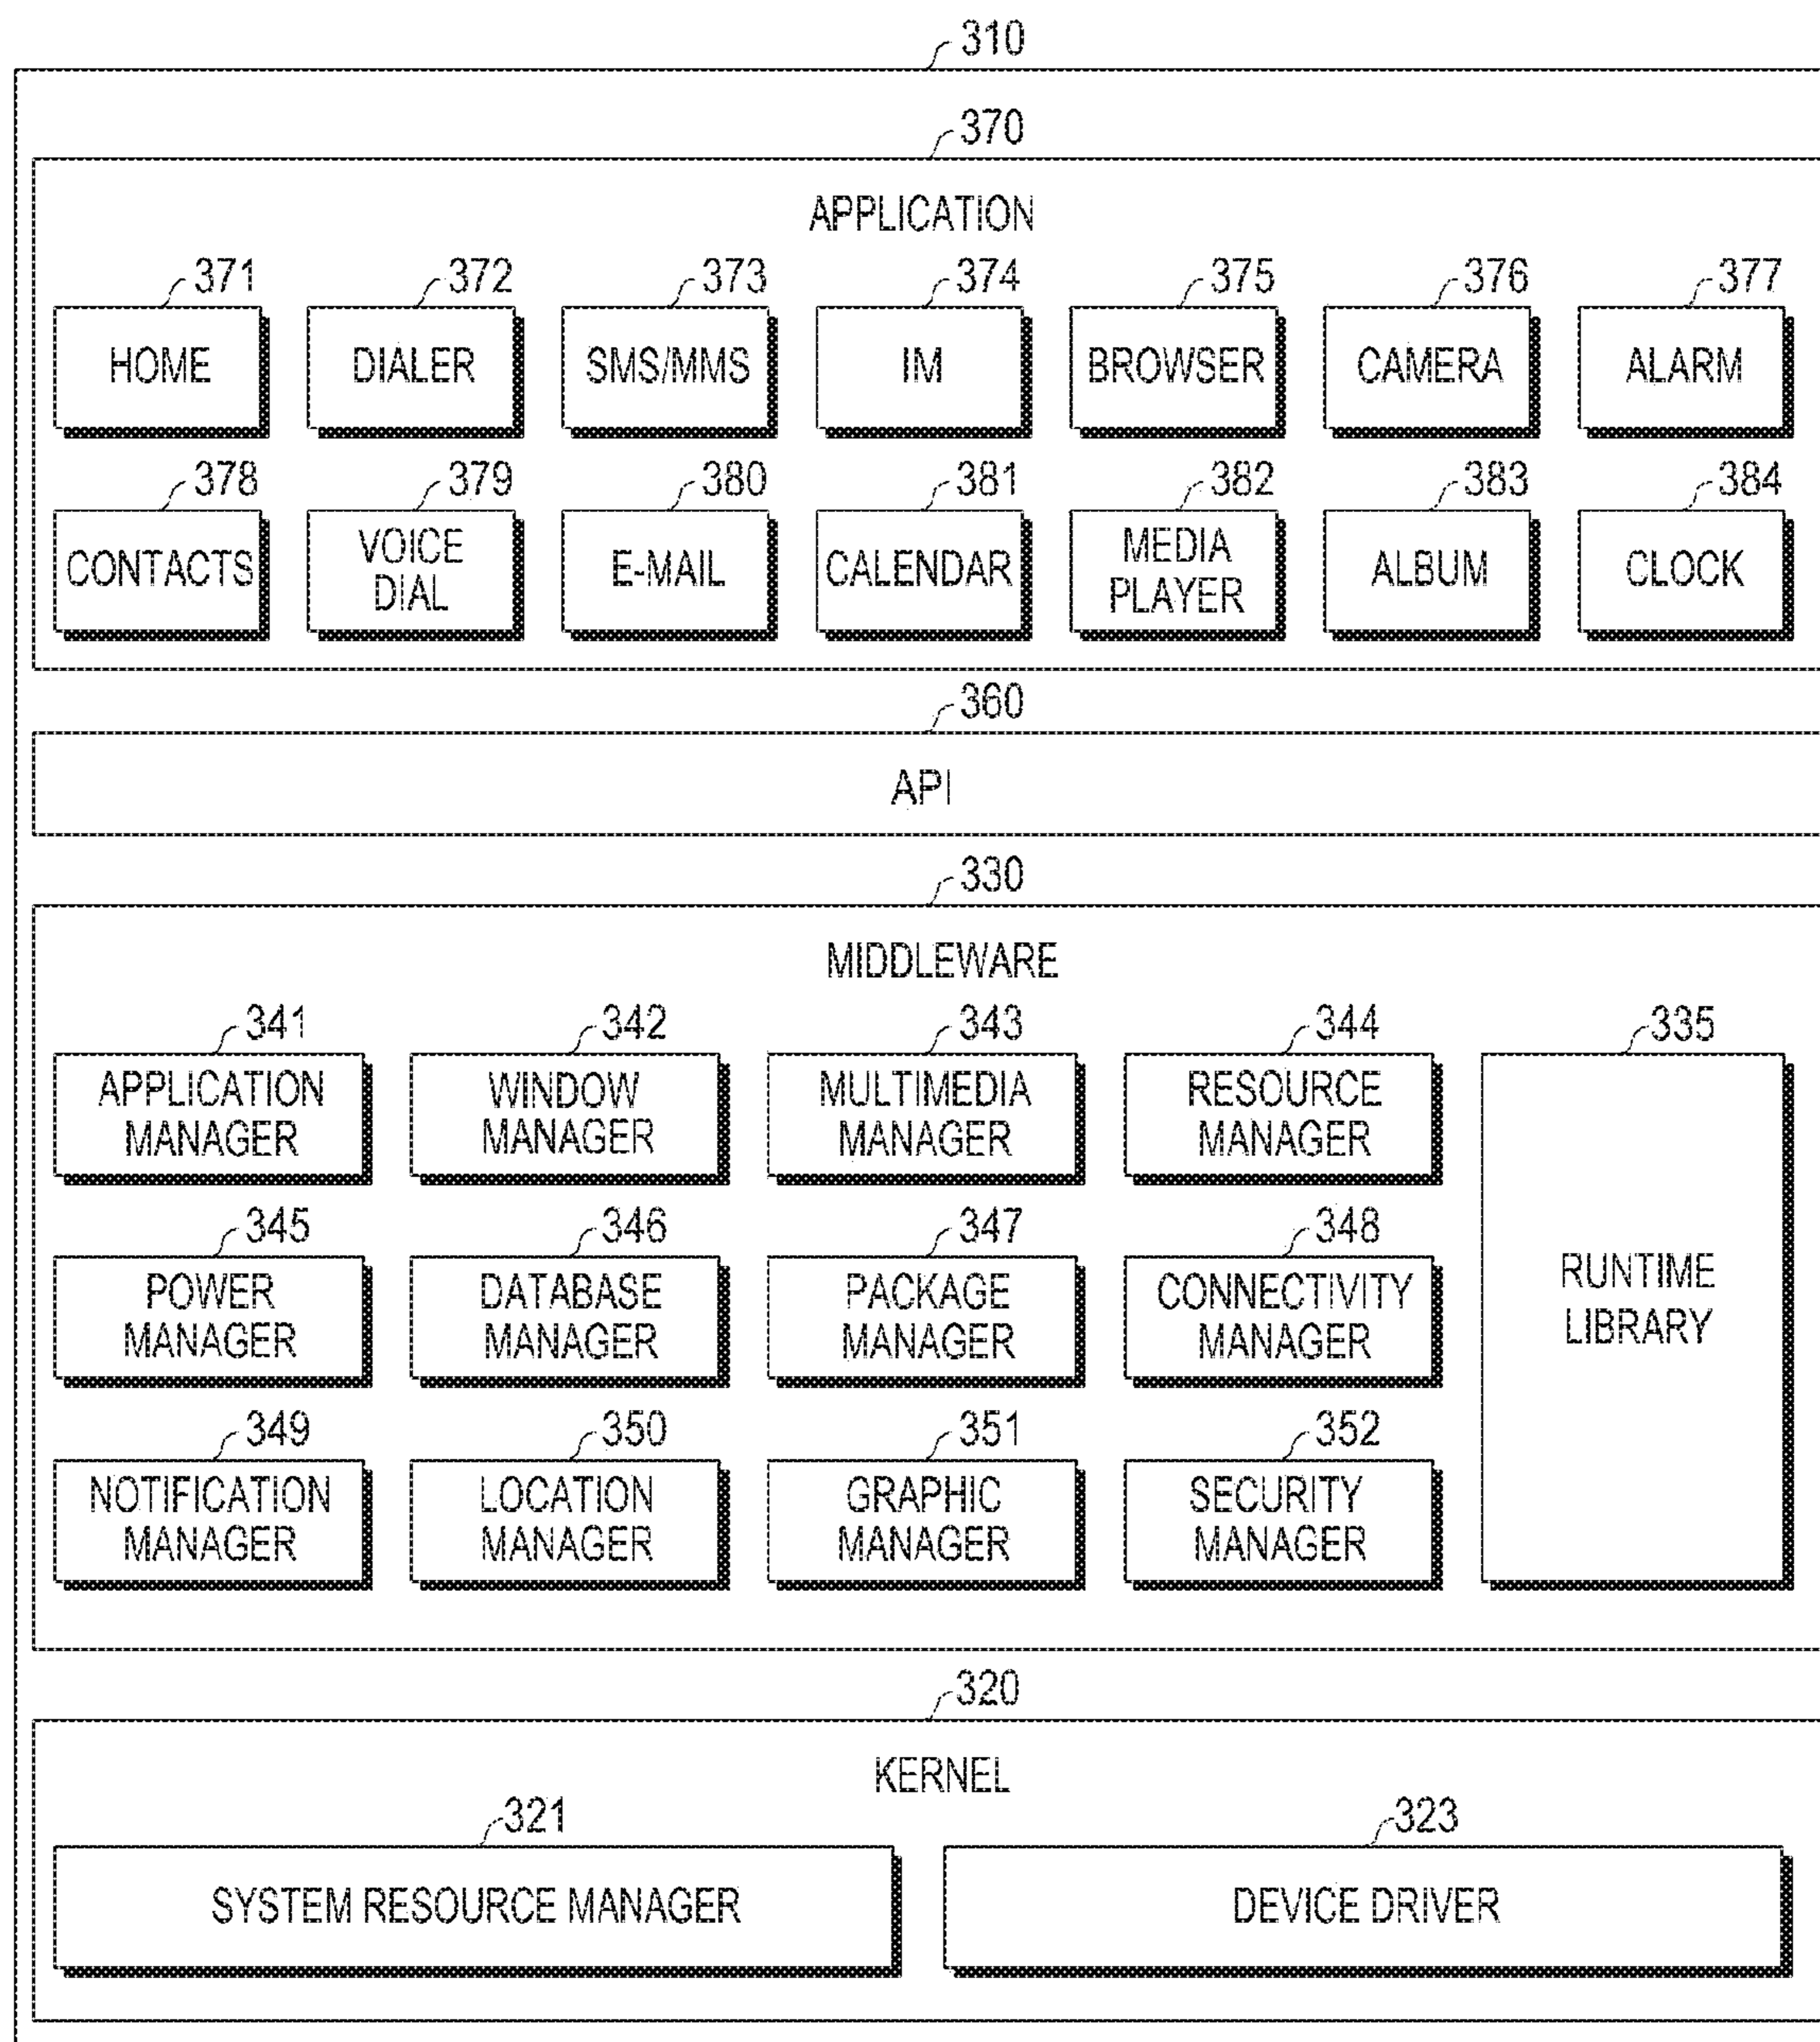 310
370
APPLICATION
371 372 373 374 375 376 377
HOME DIALER SMS/MMS IM BROWSER CAMERA ALARM
378 379 380 381 382 383 384
CONTACTS VOICE DIAL E-MAIL CALENDAR MEDIA PLAYER ALBUM CLOCK
360
API
330
MIDDLEWARE
341 342 343 344 335
APPLICATION MANAGER WINDOW MANAGER MULTIMEDIA MANAGER RESOURCE MANAGER
345 346 347 348
POWER MANAGER DATABASE MANAGER PACKAGE MANAGER CONNECTIVITY MANAGER RUNTIME LIBRARY
349 350 351 352
NOTIFICATION MANAGER LOCATION MANAGER GRAPHIC MANAGER SECURITY MANAGER
320
KERNEL
321 323
SYSTEM RESOURCE MANAGER DEVICE DRIVER